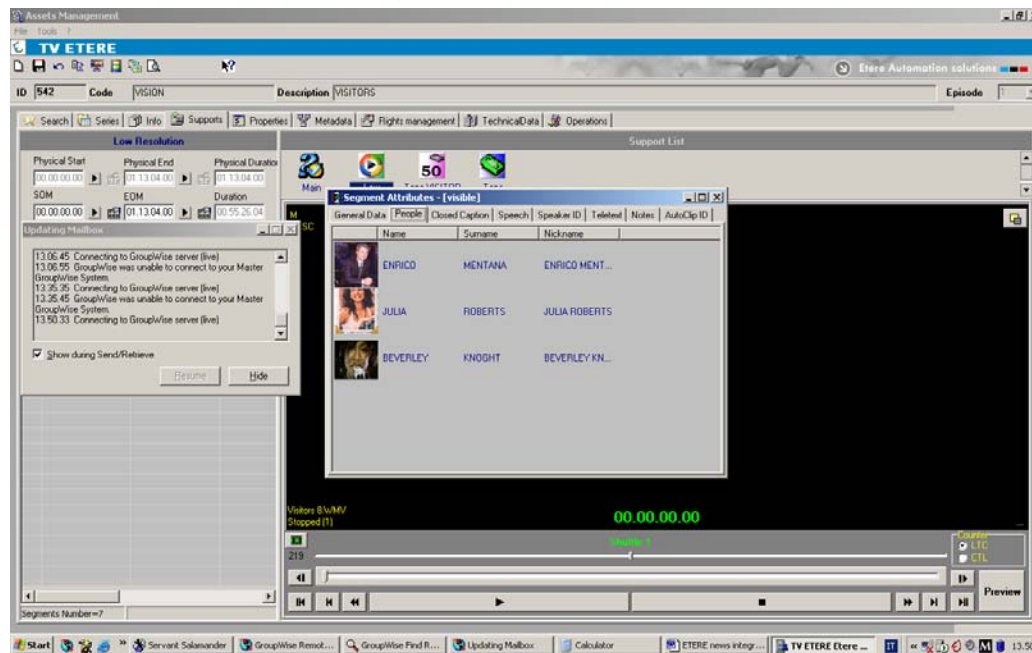 Assets Management
File Tools ?
TV ETERE
Etere Automation solutions
ID 542 Code VISION Description VISITORS Episode 1
Search Series Info Supports Properties Metadata Rights management TechnicalData Operations
Low Resolution
Support List
Physical Start Physical End Physical Duration
00.00.00.00 01.13.04.00 01.13.04.00
SOM EOM Duration
00.00.00.00 01.13.04.00 00.55.26.04
Main
50
Updating Mailbox
13.06.45 Connecting to GroupWise server (live)
13.06.55 GroupWise was unable to connect to your Master
GroupWise System.
13.35.35 Connecting to GroupWise server (live)
13.35.45 GroupWise was unable to connect to your Master
GroupWise System.
13.50.33 Connecting to GroupWise server (live)
Show during Send/Retrieve
Resume Hide
M
SC
Segment Attributes - [visible]
General Data People Closed Caption Speech Speaker ID Teletext Notes AutoClip ID
Name Surname Nickname
ENRICO MENTANA ENRICO MENT...
JULIA ROBERTS JULIA ROBERTS
BEVERLEY KNOGHT BEVERLEY KN...
Visitors 8.WMV
Stopped (1)
00.00.00.00
219
Shuttle 1
Counter
LTC
CTL
Preview
Segments Number=7
Start Servant Salamander GroupWise Remot... GroupWise Find R... Updating Mailbox Calculator ETERE news integr... TV ETERE Etere ... IT 13.50